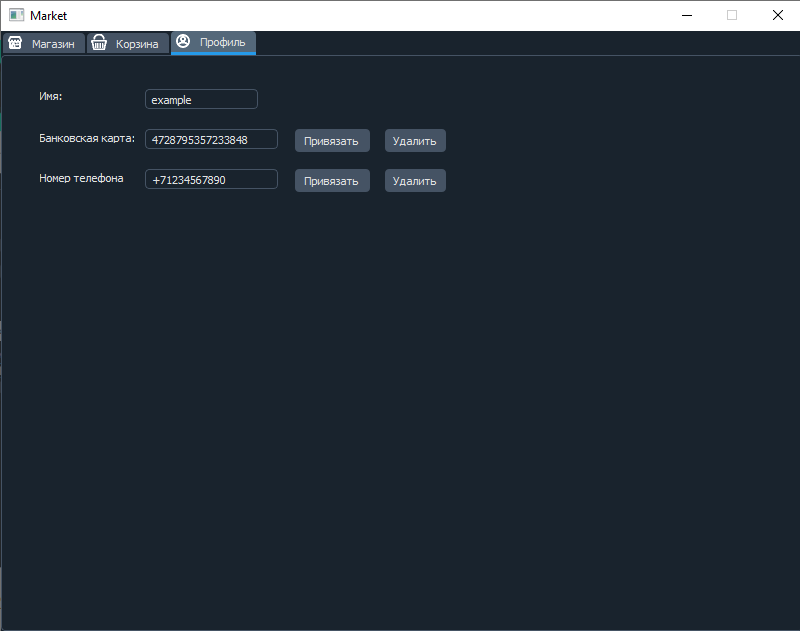 Market
Магазин Корзина Профиль
Имя: example
Банковская карта: 4728795357233848 Привязать Удалить
Номер телефона +71234567890 Привязать Удалить